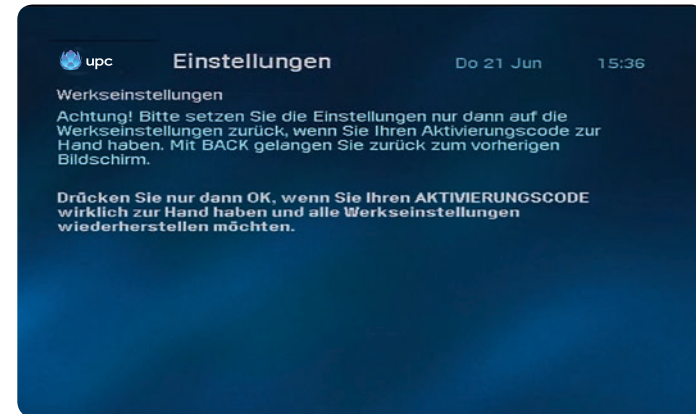 upc Einstellungen Do 21 Jun 15:36
Werkseinstellungen
Achtung! Bitte setzen Sie die Einstellungen nur dann auf die
Werkseinstellungen zurück, wenn Sie Ihren Aktivierungscode zur
Hand haben. Mit BACK gelangen Sie zurück zum vorherigen
Bildschirm.
Drücken Sie nur dann OK, wenn Sie Ihren AKTIVIERUNGSCODE
wirklich zur Hand haben und alle Werkseinstellungen
wiederherstellen möchten.